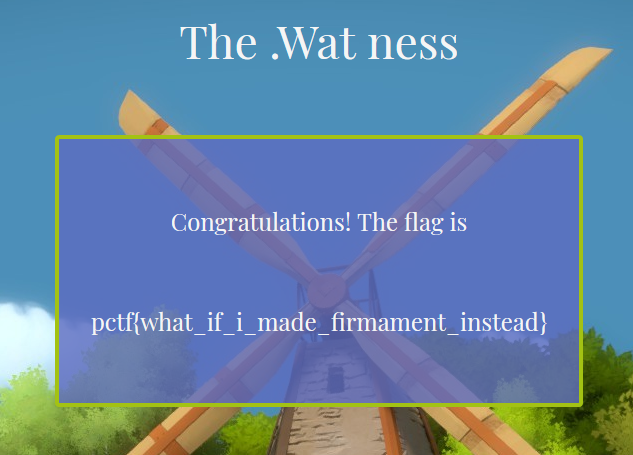 The .Wat ness
Congratulations! The flag is
pctf{what_if_i_made_firmament_instead}